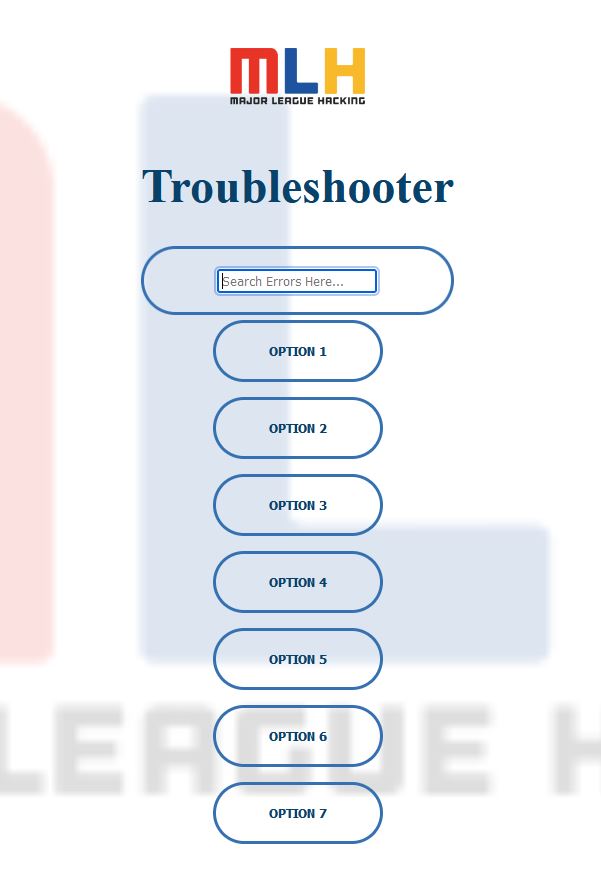 MLH
MAJOR LEAGUE HACKING
Troubleshooter
Search Errors Here...
OPTION 1
OPTION 2
OPTION 3
OPTION 4
OPTION 5
OPTION 6
OPTION 7
LEAGUE H